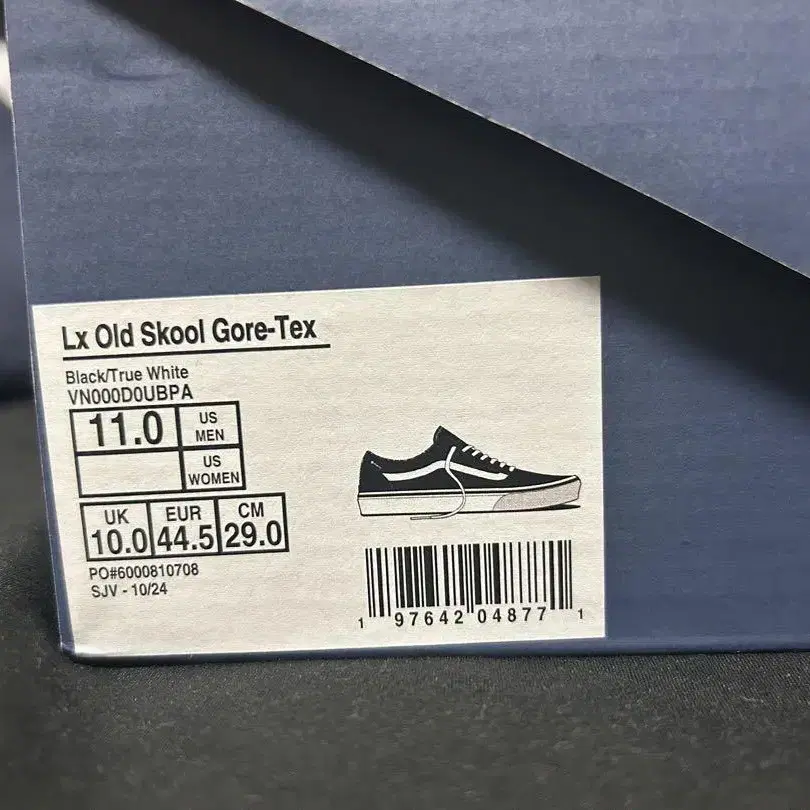 Lx Old Skool Gore-Tex
Black/True White
VN000D0UBPA
11.0 US MEN
US WOMEN
UK EUR CM
10.0 44.5 29.0
PO#6000810708
SJV - 10/24
1 97642 04877 1